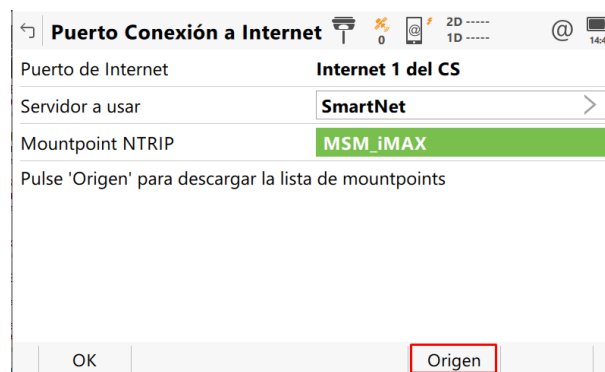 Puerto Conexión a Internet 0 @ 2D ----- 1D ----- @
Puerto de Internet Internet 1 del CS
Servidor a usar SmartNet
Mountpoint NTRIP MSM_iMAX
Pulse 'Origen' para descargar la lista de mountpoints
OK Origen